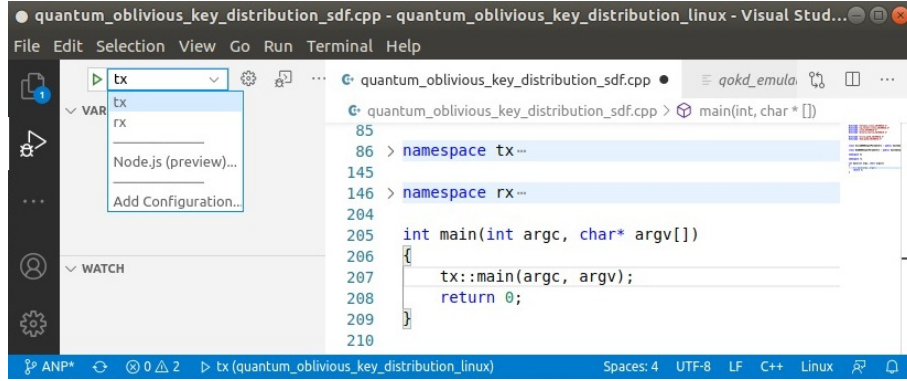 quantum_oblivious_key_distribution_sdf.cpp - quantum_oblivious_key_distribution_linux - Visual Stud...
File Edit Selection View Go Run Terminal Help
tx
quantum_oblivious_key_distribution_sdf.cpp
qokd_emula
tx
rx
Node.js (preview)...
Add Configuration...
VAR
WATCH
quantum_oblivious_key_distribution_sdf.cpp > main(int, char * [])
85
86 > namespace tx…
145
146 > namespace rx…
204
205 int main(int argc, char* argv[])
206 {
207 tx::main(argc, argv);
208 return 0;
209 }
210
1
ANP* 0 2 tx (quantum_oblivious_key_distribution_linux) Spaces: 4 UTF-8 LF C++ Linux